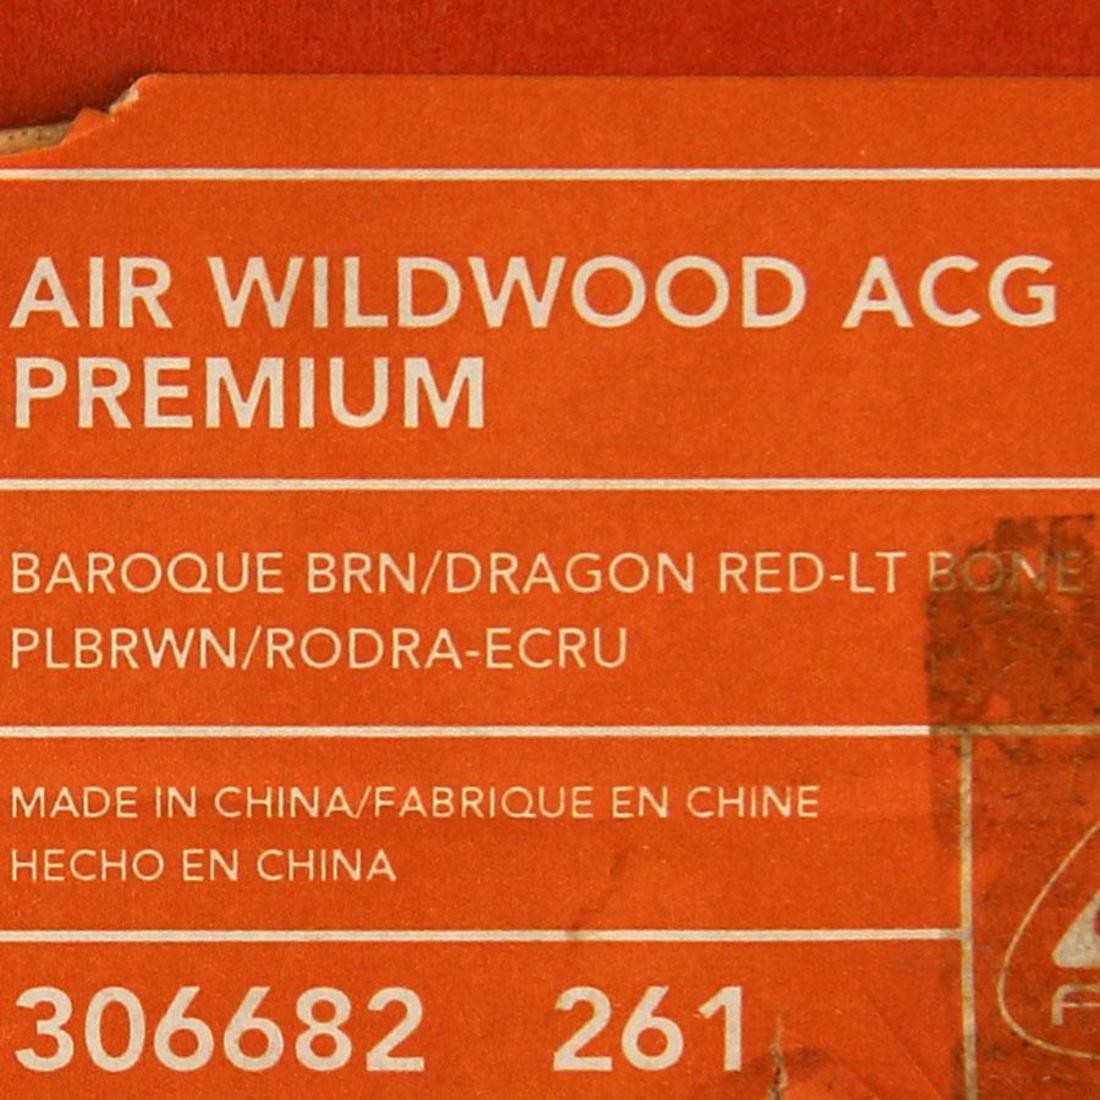 AIR WILDWOOD ACG
PREMIUM
BAROQUE BRN/DRAGON RED-LT BONE
PLBRWN/RODRA-ECRU
MADE IN CHINA/FABRIQUE EN CHINE
HECHO EN CHINA
306682 261